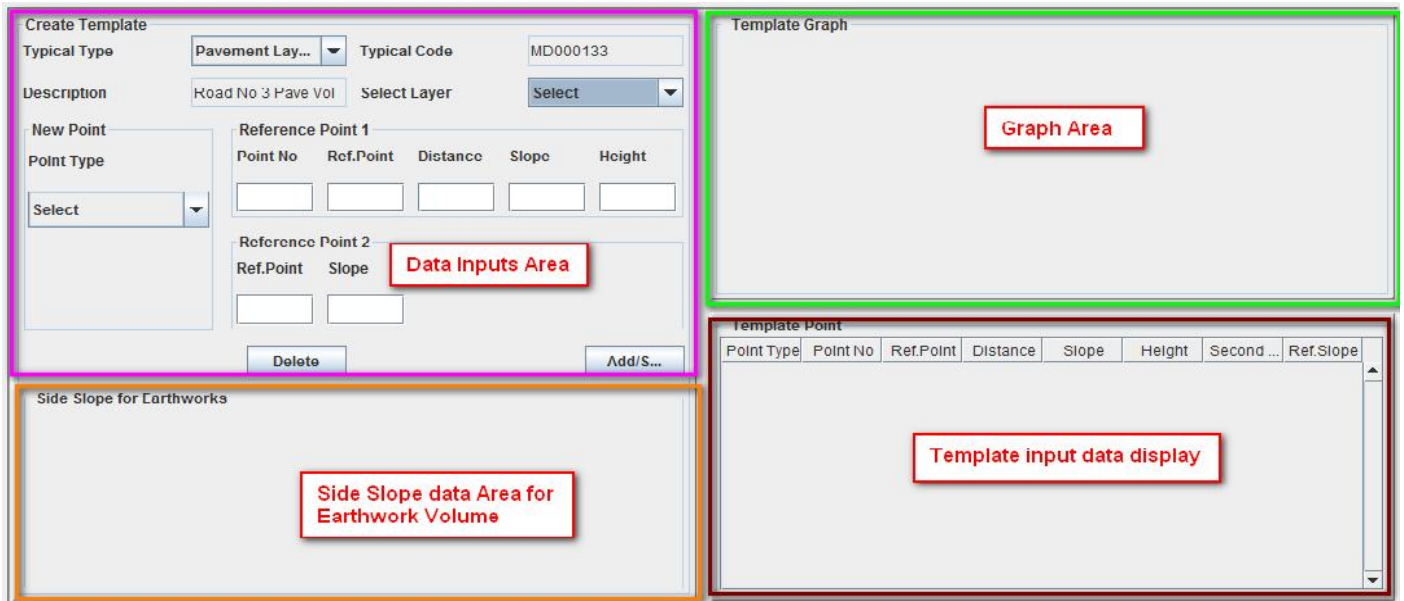 Create Template
Typical Type Pavement Lay... Typical Code MD000133
Description Road No 3 Pave Vol Select Layer Select
New Point
Point Type
Select
Reference Point 1
Point No Ref.Point Distance Slope Height
Reference Point 2
Ref.Point Slope
Data Inputs Area
Delete Add/S...
Side Slope for Earthworks
Side Slope data Area for
Earthwork Volume
Template Graph
Graph Area
Template Point
Point Type Point No Ref.Point Distance Slope Height Second ... Ref.Slope
Template input data display